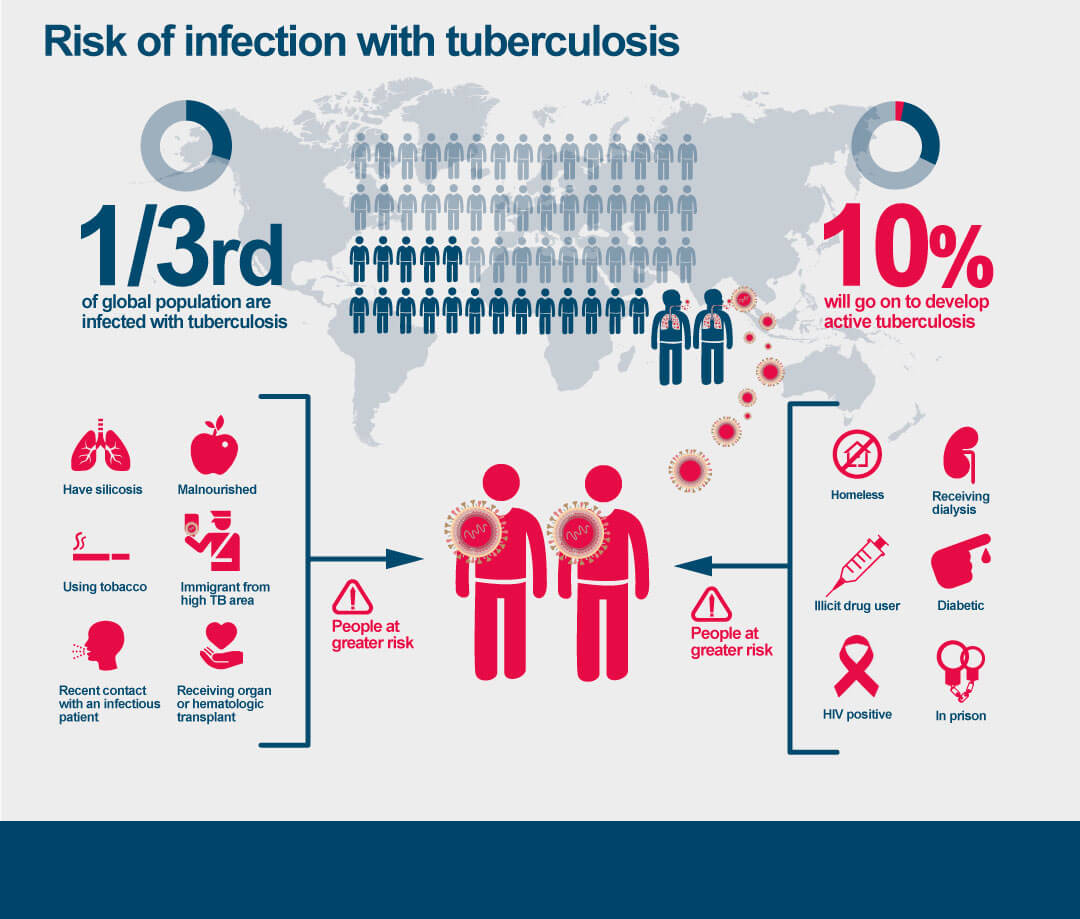 Risk of infection with tuberculosis
1/3rd
of global population are
infected with tuberculosis
10%
will go on to develop
active tuberculosis
Have silicosis
Malnourished
Using tobacco
Immigrant from
high TB area
Recent contact
with an infectious
patient
Receiving organ
or hematologic
transplant
People at
greater risk
People at
greater risk
Homeless
Receiving
dialysis
Illicit drug user
Diabetic
HIV positive
In prison